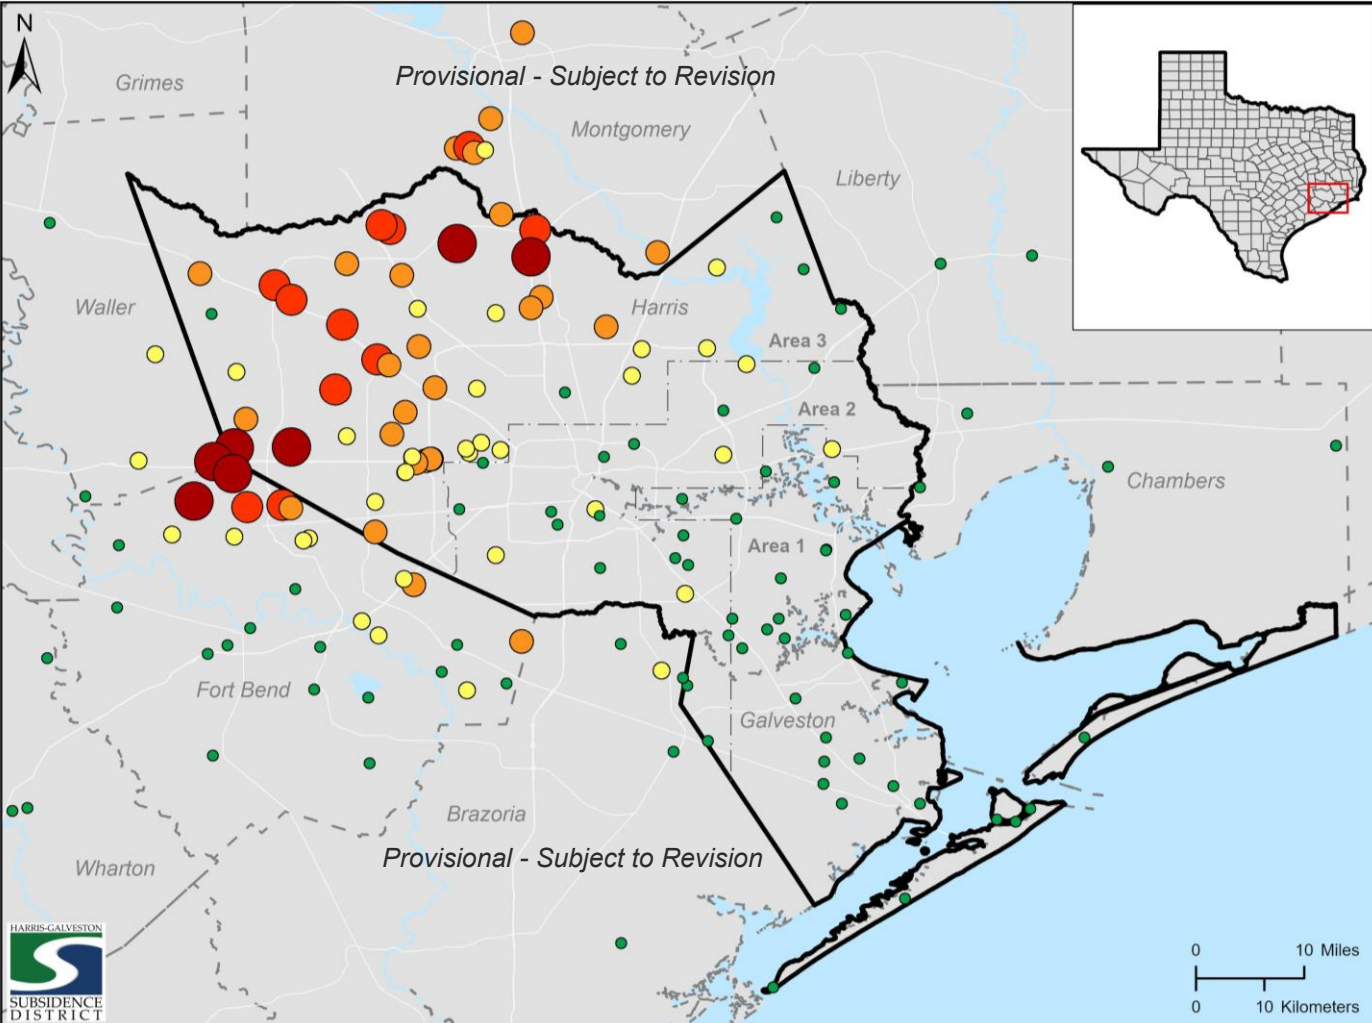 N
Grimes
Provisional - Subject to Revision
Montgomery
Liberty
Waller
Harris
Area 3
Area 2
Chambers
Area 1
Fort Bend
Galveston
Brazoria
Provisional - Subject to Revision
Wharton
HARRIS-GALVESTON
SUBSIDENCE
DISTRICT
0 10 Miles
0 10 Kilometers